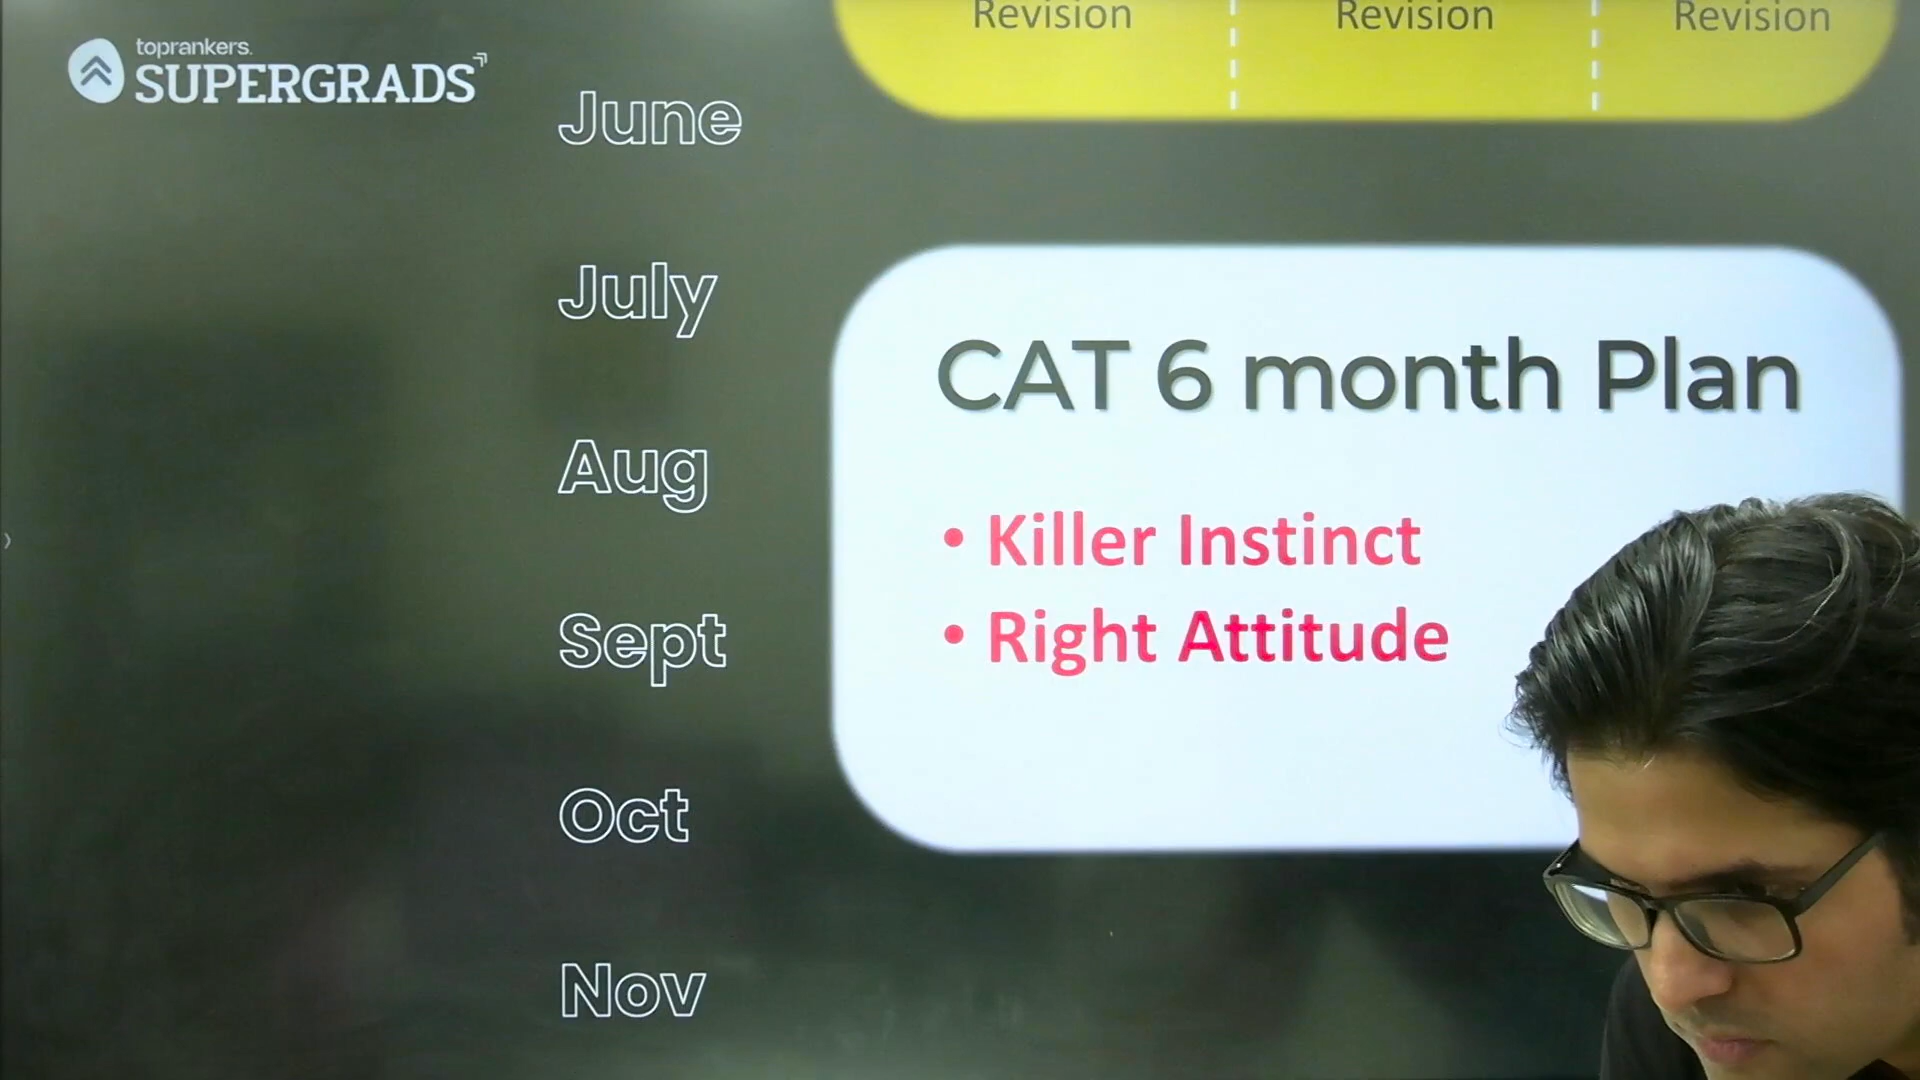 toprankers.
SUPERGRADS
Revision Revision Revision
June
July
Aug
Sept
Oct
Nov
CAT 6 month Plan
• Killer Instinct
• Right Attitude